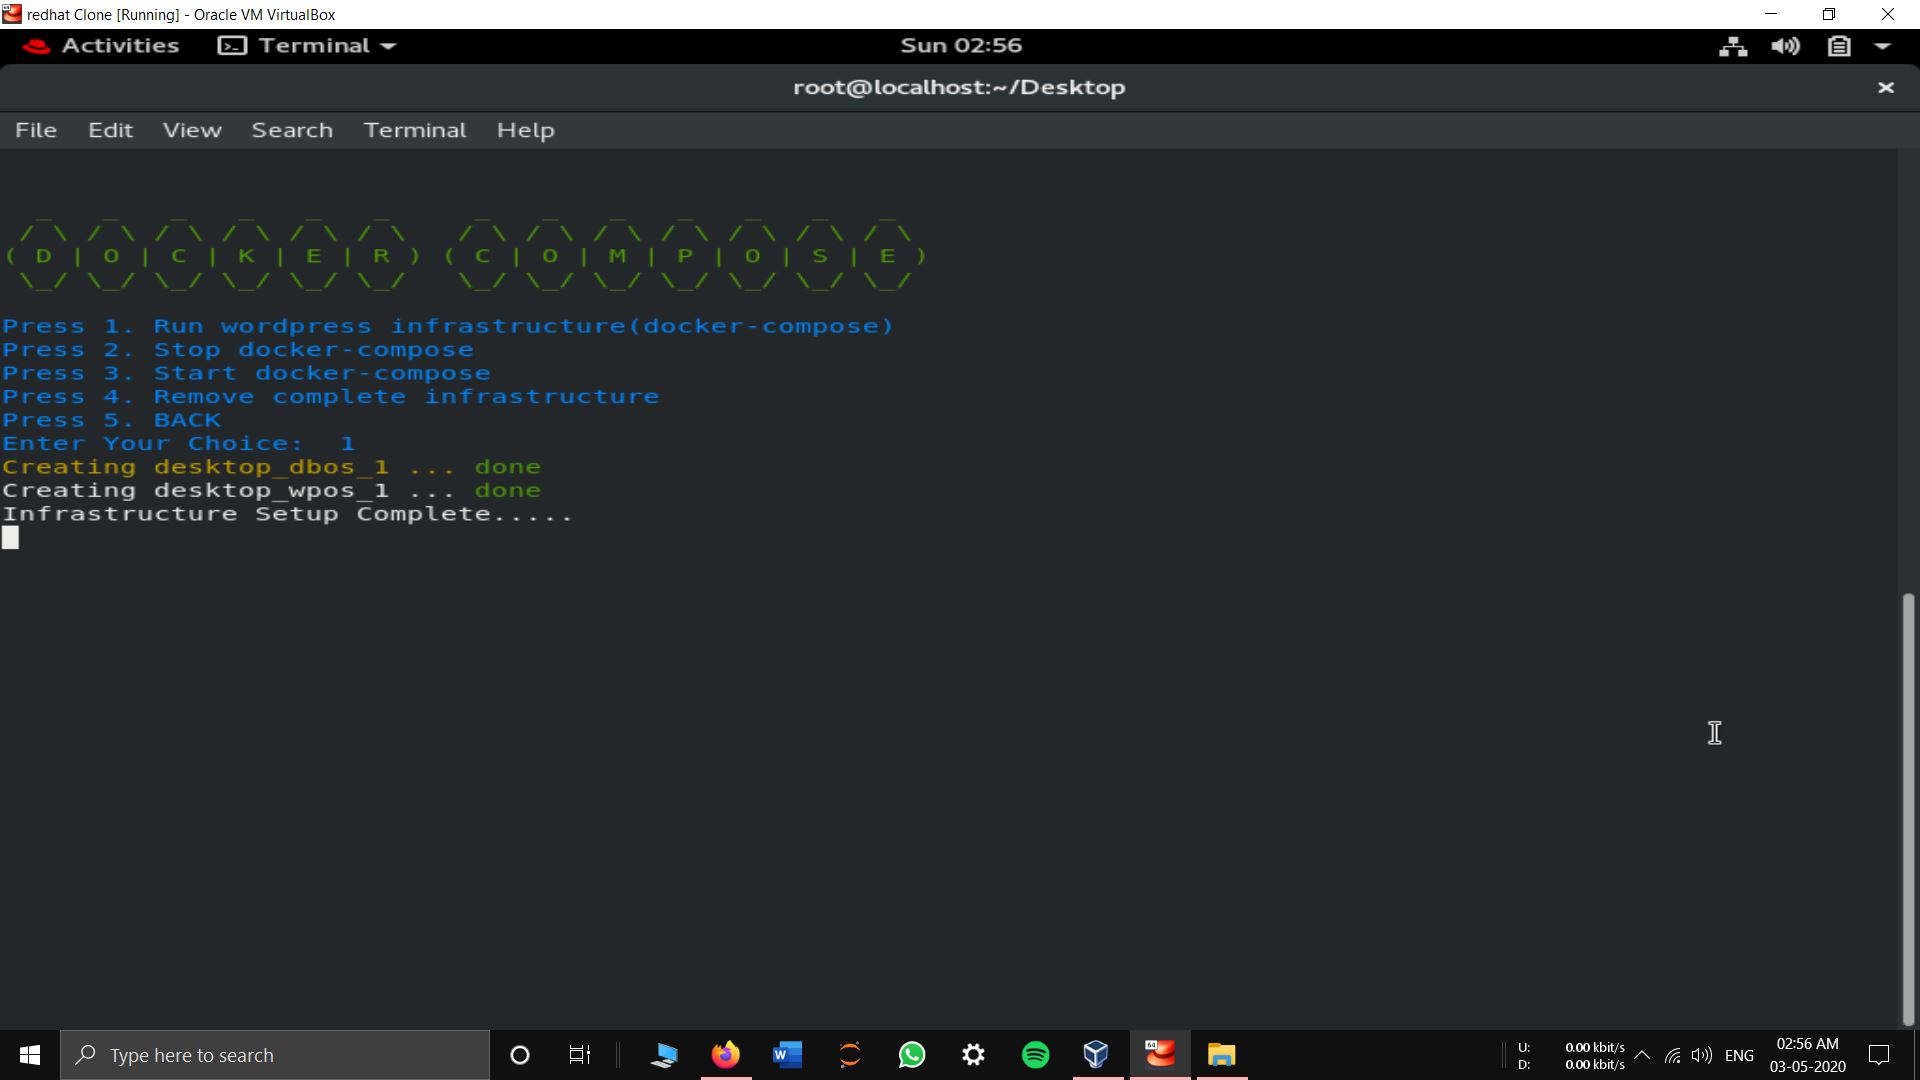 redhat Clone [Running] - Oracle VM VirtualBox
Activities Terminal Sun 02:56
root@localhost:~/Desktop
File Edit View Search Terminal Help
  _   _   _   _   _   _     _   _   _   _   _   _   _
 / \ / \ / \ / \ / \ / \   / \ / \ / \ / \ / \ / \ / \
( D | O | C | K | E | R ) ( C | O | M | P | O | S | E )
 \_/ \_/ \_/ \_/ \_/ \_/   \_/ \_/ \_/ \_/ \_/ \_/ \_/
Press 1. Run wordpress infrastructure(docker-compose)
Press 2. Stop docker-compose
Press 3. Start docker-compose
Press 4. Remove complete infrastructure
Press 5. BACK
Enter Your Choice:  1
Creating desktop_dbos_1 ... done
Creating desktop_wpos_1 ... done
Infrastructure Setup Complete.....
Type here to search
U: 0.00 kbit/s
D: 0.00 kbit/s
ENG
02:56 AM
03-05-2020